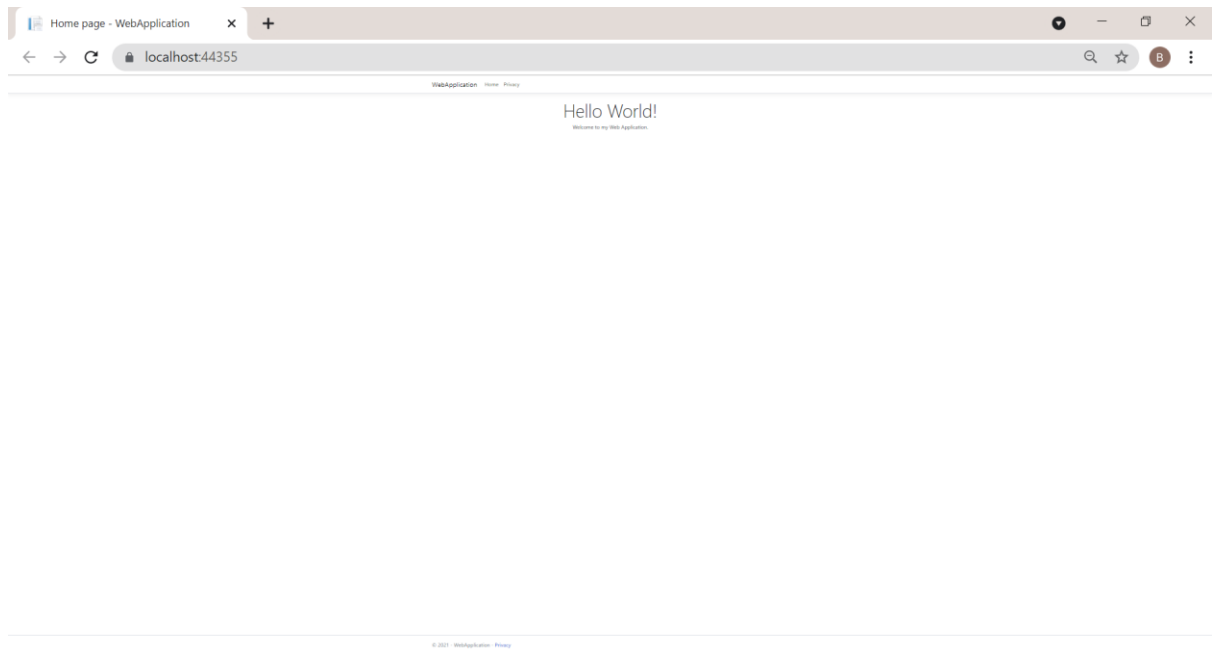 Home page - WebApplication
localhost:44355
B
WebApplication Home Privacy
Hello World!
Welcome to my Web Application.
© 2021 - WebApplication - Privacy